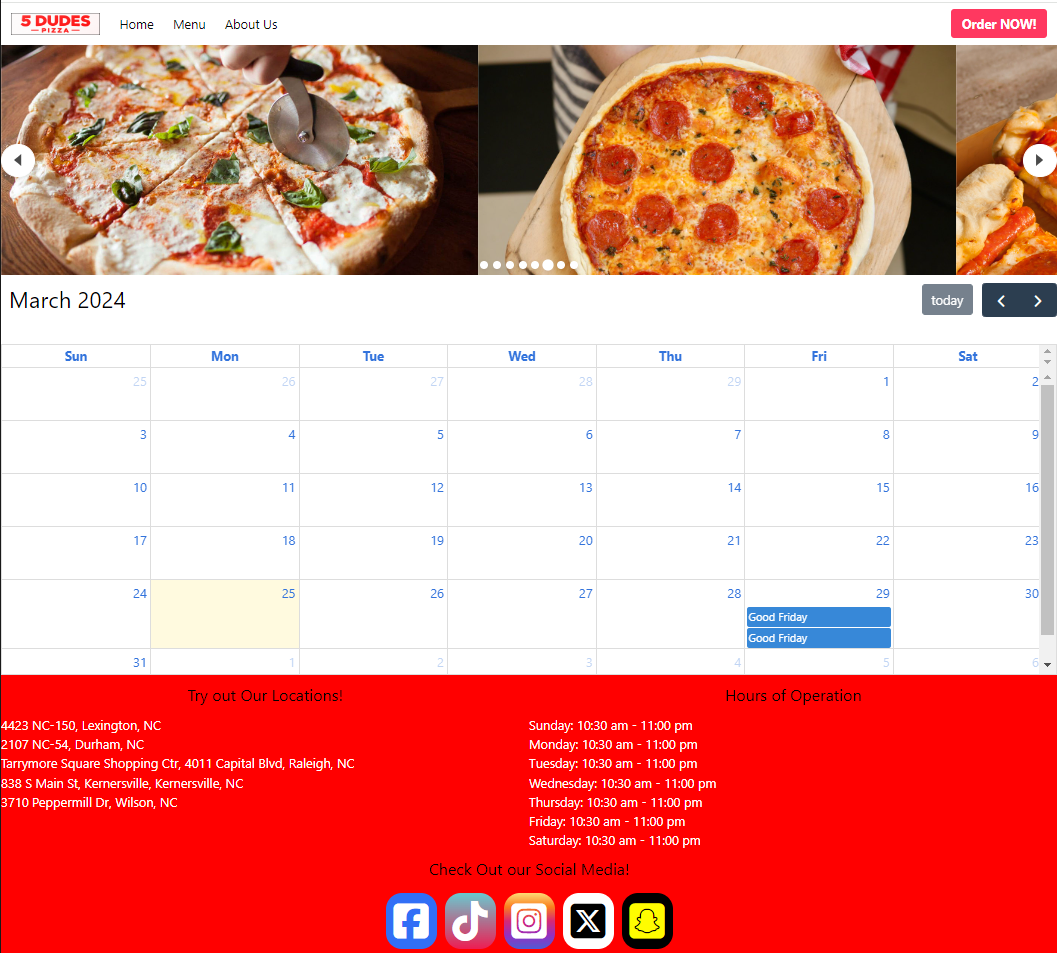 5 DUDES
PIZZA
Home Menu About Us
Order NOW!
March 2024
today
Sun Mon Tue Wed Thu Fri Sat
25 26 27 28 29 1 2
3 4 5 6 7 8 9
10 11 12 13 14 15 16
17 18 19 20 21 22 23
24 25 26 27 28 29 30
Good Friday
Good Friday
31 1 2 3 4 5 6
Try out Our Locations!
4423 NC-150, Lexington, NC
2107 NC-54, Durham, NC
Tarrymore Square Shopping Ctr, 4011 Capital Blvd, Raleigh, NC
838 S Main St, Kernersville, Kernersville, NC
3710 Peppermill Dr, Wilson, NC
Hours of Operation
Sunday: 10:30 am - 11:00 pm
Monday: 10:30 am - 11:00 pm
Tuesday: 10:30 am - 11:00 pm
Wednesday: 10:30 am - 11:00 pm
Thursday: 10:30 am - 11:00 pm
Friday: 10:30 am - 11:00 pm
Saturday: 10:30 am - 11:00 pm
Check Out our Social Media!